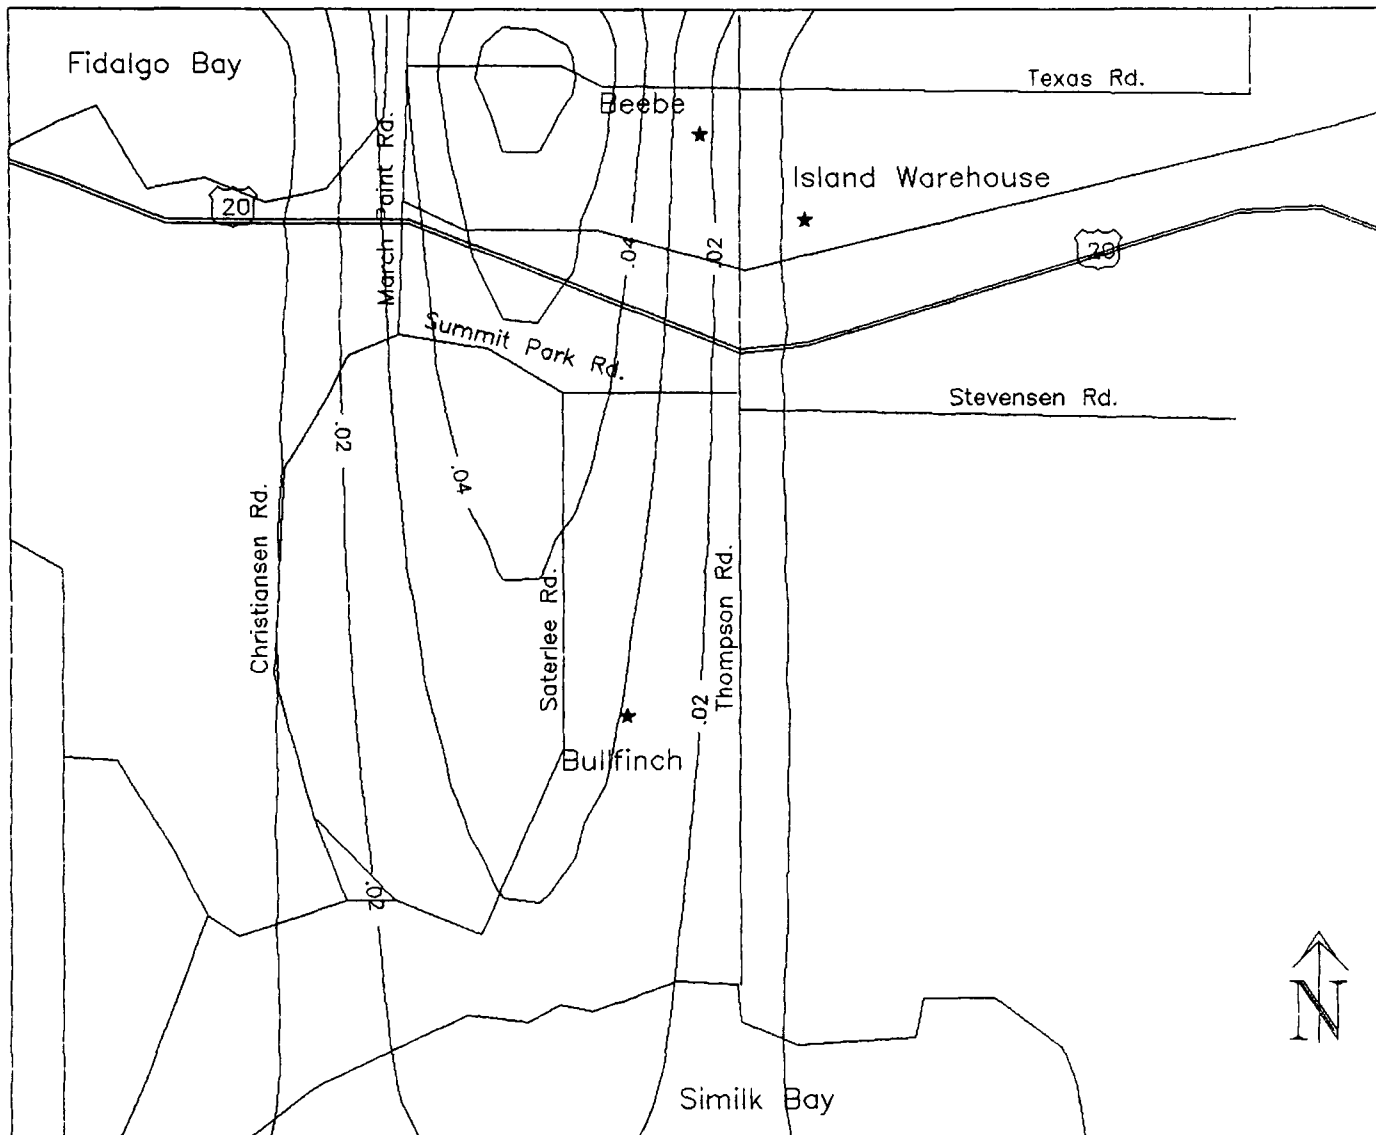 Fidalgo Bay
Texas Rd.
Beebe
March Point Rd.
Island Warehouse
20
.04
.02
20
Summit Park Rd.
Stevensen Rd.
.02
.04
Christiansen Rd.
Saterlee Rd.
Thompson Rd.
.02
Bullfinch
.02
N
Similk Bay